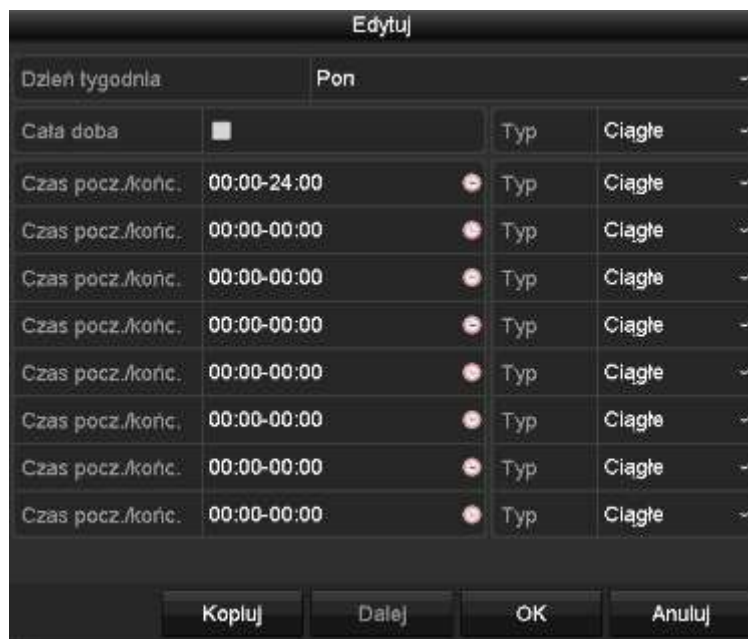 Edytuj
Dzień tygodnia Pon
Cała doba Typ Ciągłe
Czas pocz./końc. 00:00-24:00 Typ Ciągłe
Czas pocz./końc. 00:00-00:00 Typ Ciągłe
Czas pocz./końc. 00:00-00:00 Typ Ciągłe
Czas pocz./końc. 00:00-00:00 Typ Ciągłe
Czas pocz./końc. 00:00-00:00 Typ Ciągłe
Czas pocz./końc. 00:00-00:00 Typ Ciągłe
Czas pocz./końc. 00:00-00:00 Typ Ciągłe
Czas pocz./końc. 00:00-00:00 Typ Ciągłe
Kopiuj Dalej OK Anuluj